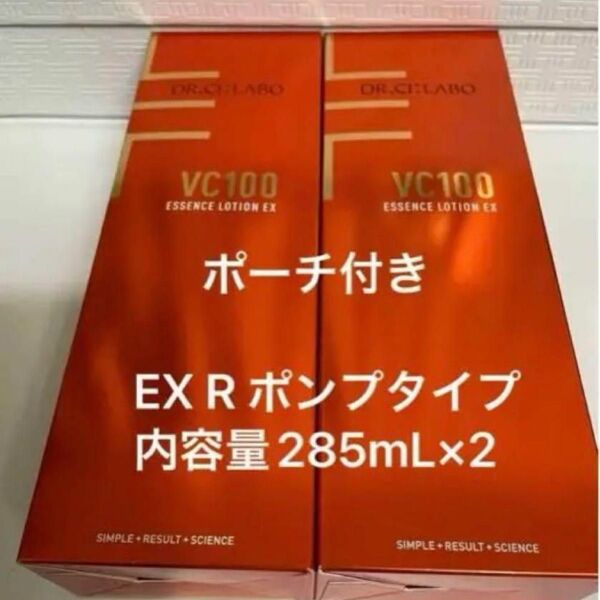 DR.CI:LABO
VC100
ESSENCE LOTION EX
DR.CI:LABO
VC100
ESSENCE LOTION EX
ポーチ付き
EX R ポンプタイプ
内容量285mL×2
SIMPLE+RESULT+SCIENCE
SIMPLE+RESULT+SCIENCE